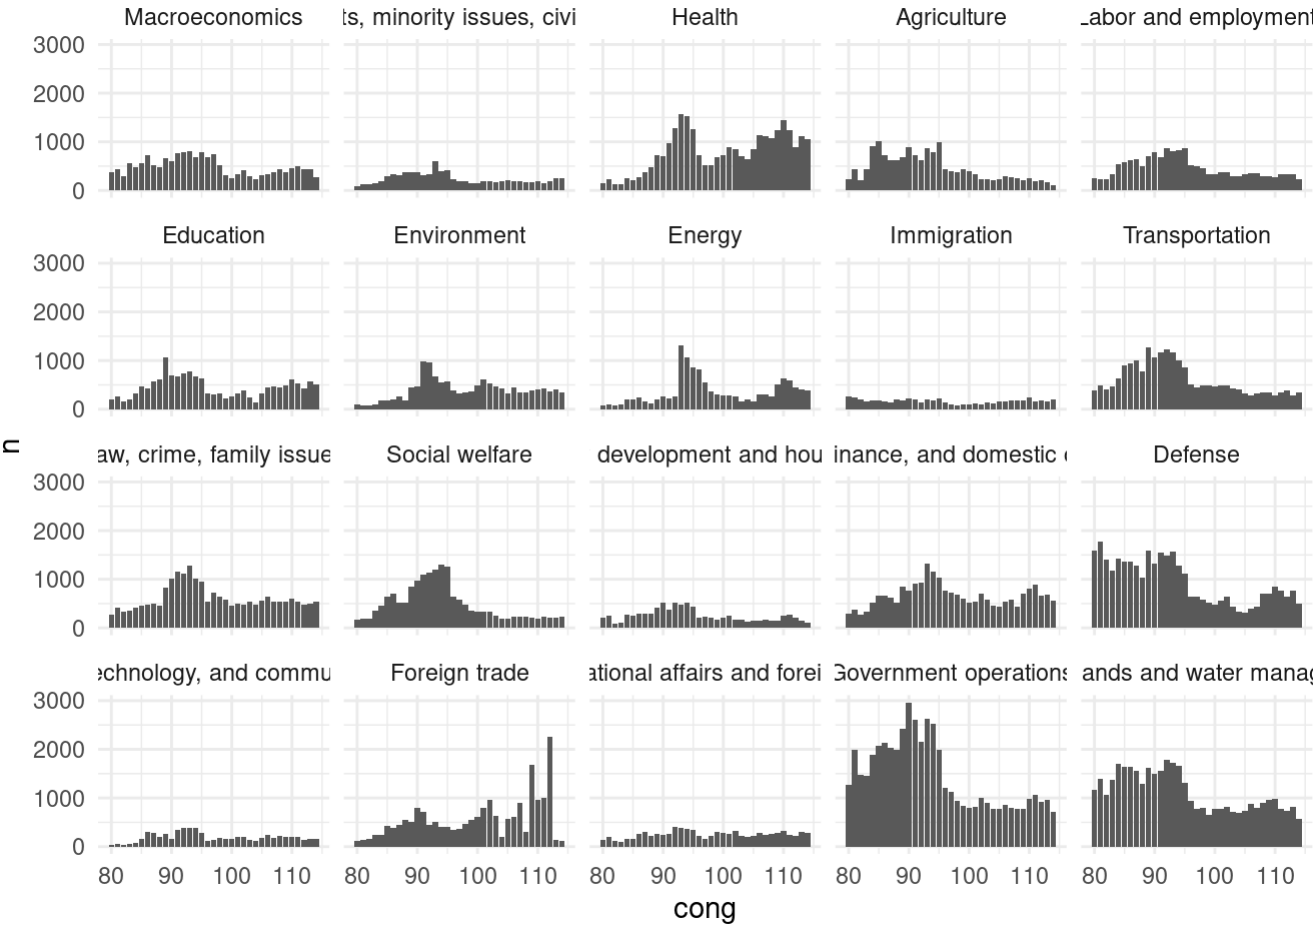 Macroeconomics
ts, minority issues, civi
Health
Agriculture
Labor and employment
3000
2000
1000
0
Education
Environment
Energy
Immigration
Transportation
3000
2000
1000
0
n
aw, crime, family issue
Social welfare
development and hou
inance, and domestic c
Defense
3000
2000
1000
0
echnology, and commu
Foreign trade
ational affairs and forei
Government operations
ands and water manag
3000
2000
1000
0
80 90 100 110 80 90 100 110 80 90 100 110 80 90 100 110 80 90 100 110
cong